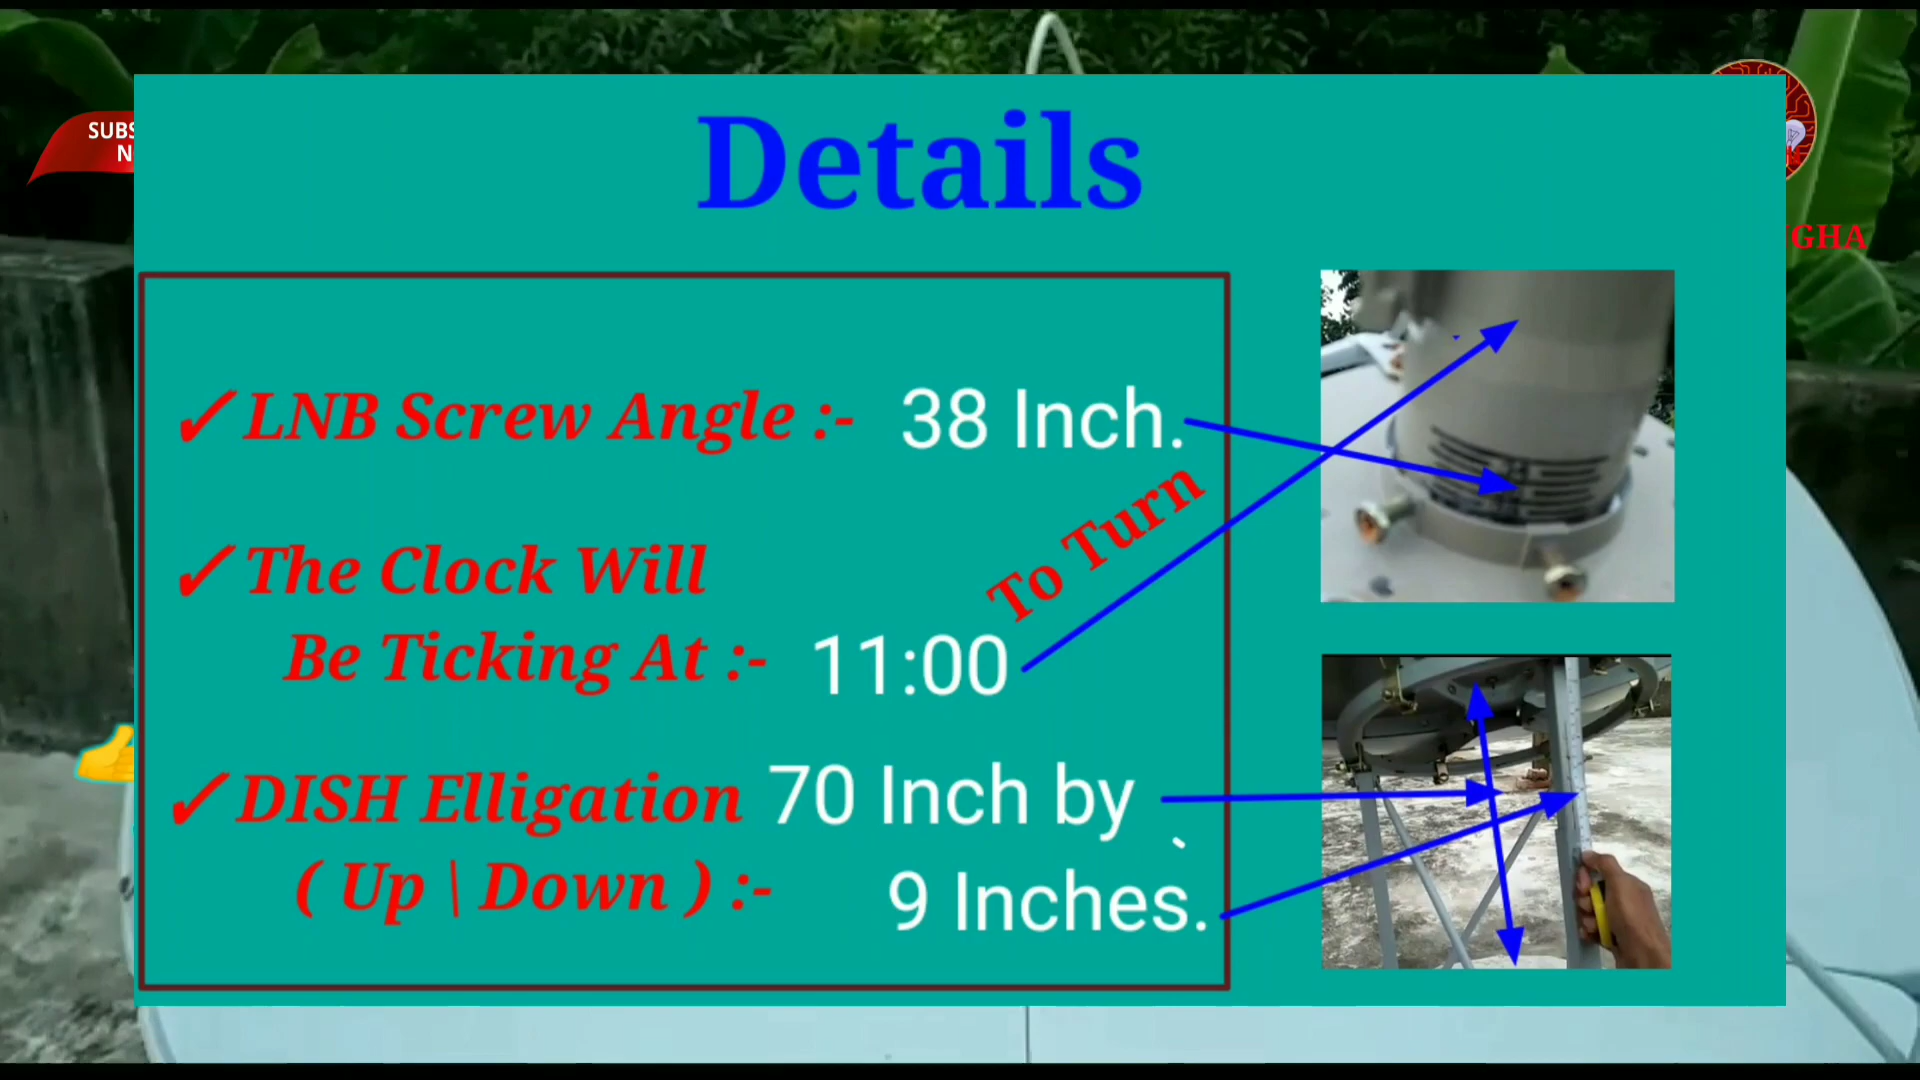 Details
SUBS
N
GHA
✓ LNB Screw Angle :- 38 Inch.
To Turn
✓ The Clock Will
Be Ticking At :- 11:00
✓ DISH Elligation 70 Inch by
( Up \ Down ) :- 9 Inches.